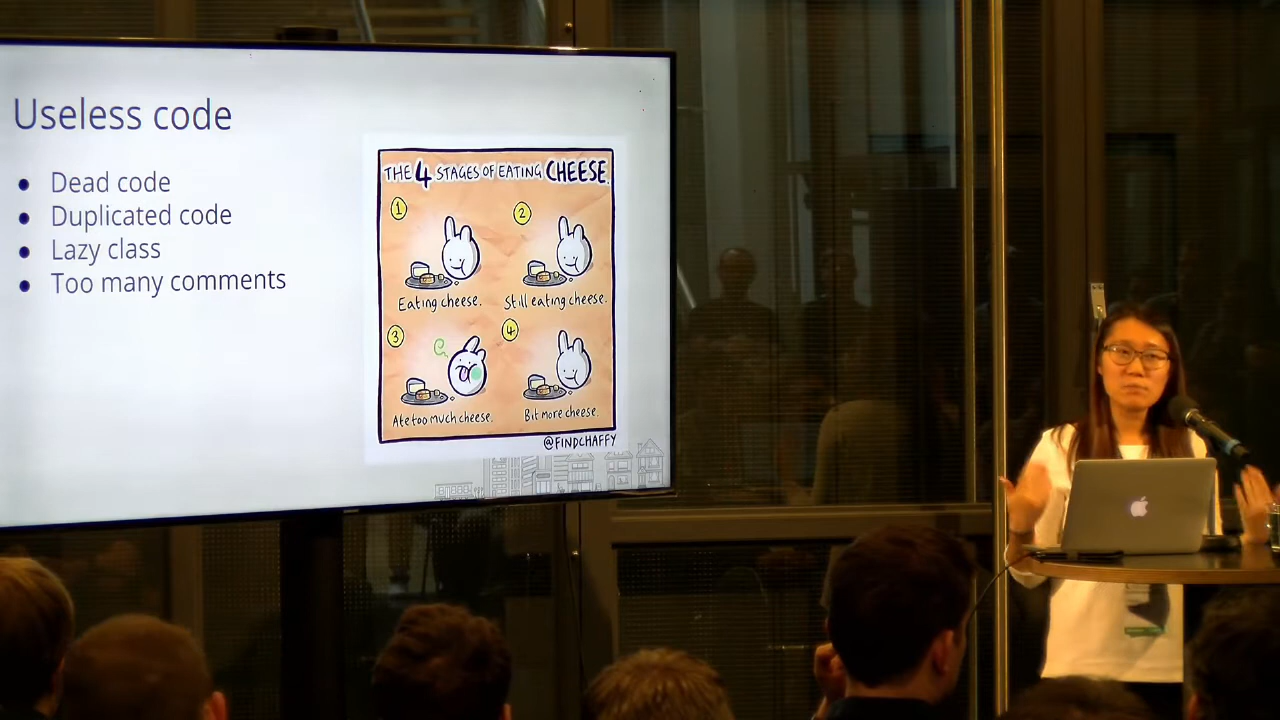 Useless code
Dead code
Duplicated code
Lazy class
Too many comments
THE 4 STAGES OF EATING CHEESE.
1
2
Eating cheese.
Still eating cheese.
3
4
Ate too much cheese.
Bit more cheese.
@FINDCHAFFY